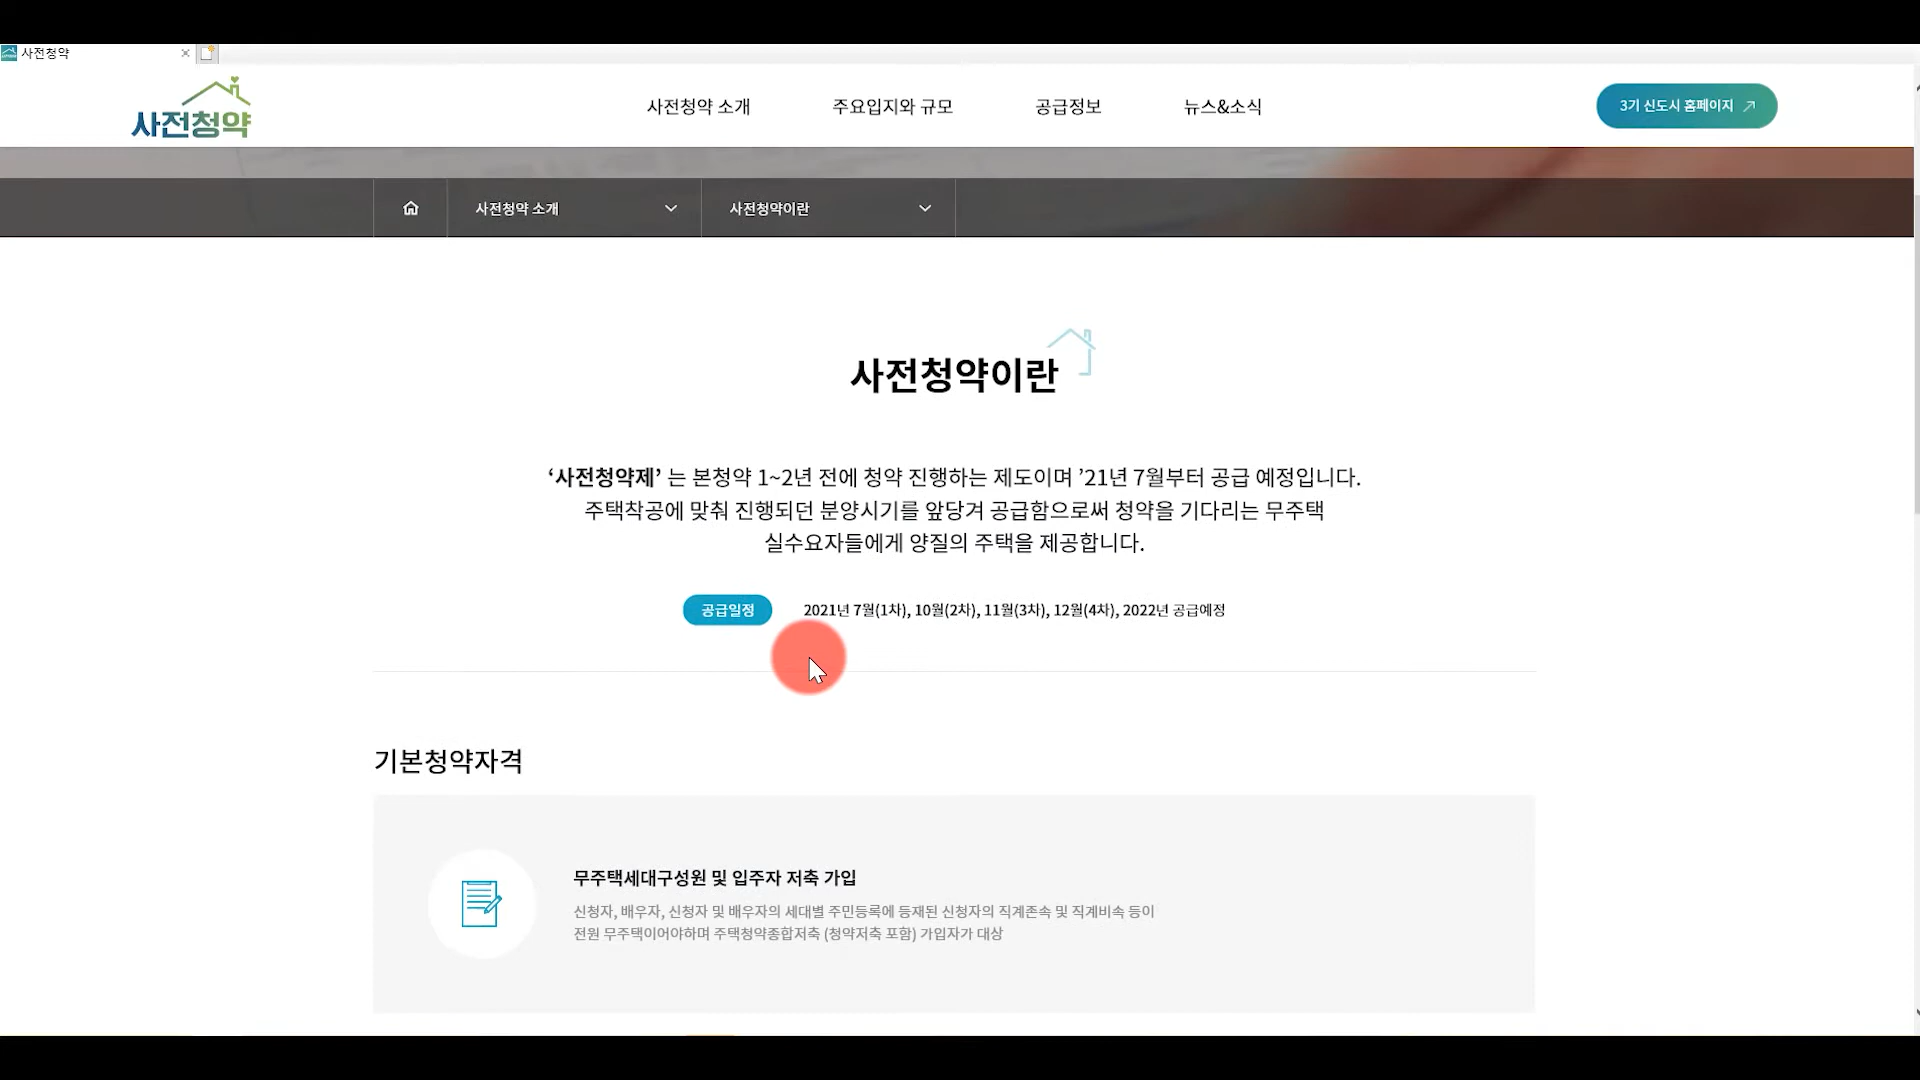 사전청약
사전청약
사전청약 소개
주요입지와 규모
공급정보
뉴스&소식
3기 신도시 홈페이지
사전청약 소개
사전청약이란
사전청약이란
‘사전청약제’ 는 본청약 1~2년 전에 청약 진행하는 제도이며 ’21년 7월부터 공급 예정입니다.
주택착공에 맞춰 진행되던 분양시기를 앞당겨 공급함으로써 청약을 기다리는 무주택
실수요자들에게 양질의 주택을 제공합니다.
공급일정
2021년 7월(1차), 10월(2차), 11월(3차), 12월(4차), 2022년 공급예정
기본청약자격
무주택세대구성원 및 입주자 저축 가입
신청자, 배우자, 신청자 및 배우자의 세대별 주민등록에 등재된 신청자의 직계존속 및 직계비속 등이
전원 무주택이어야하며 주택청약종합저축 (청약저축 포함) 가입자가 대상